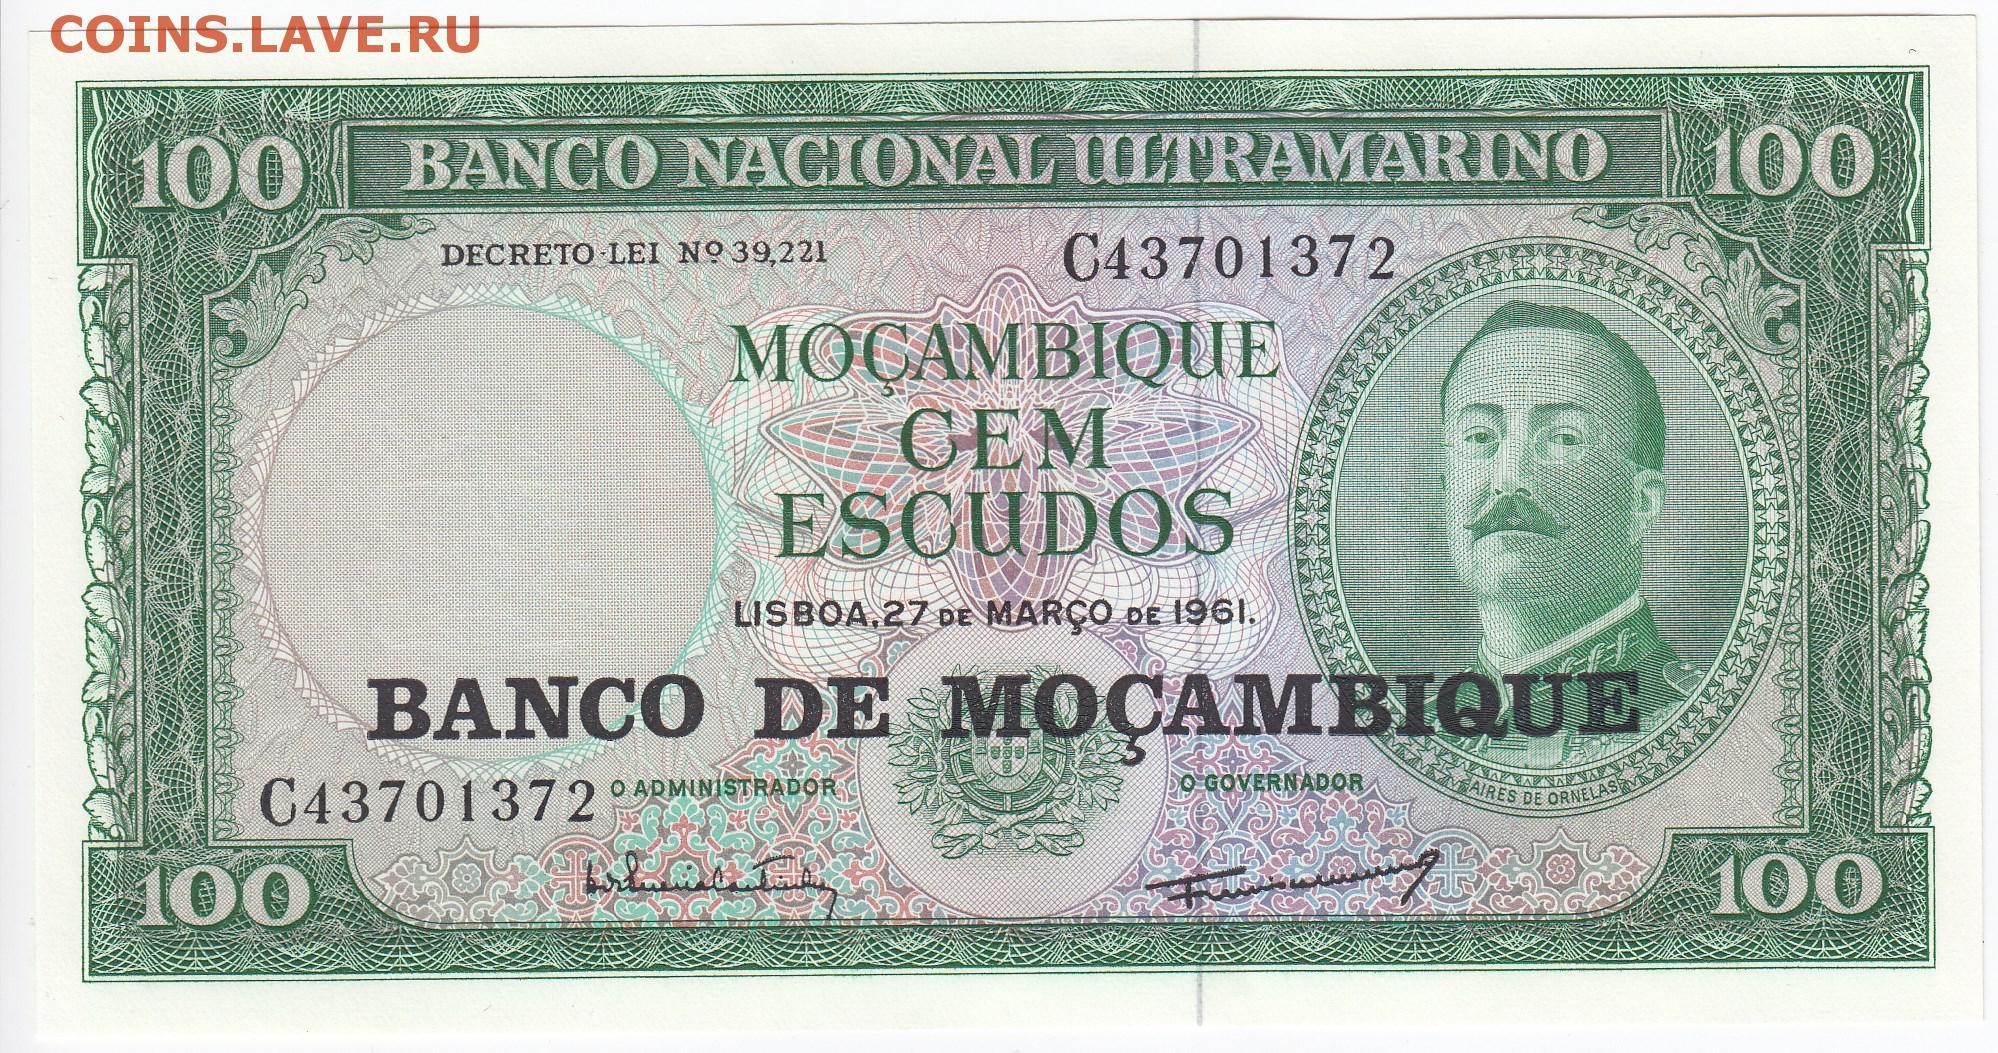 COINS.LAVE.RU
100 BANCO NACIONAL ULTRAMARINO 100
DECRETO-LEI Nº 39,221 C43701372
MOÇAMBIQUE
CEM
ESCUDOS
LISBOA, 27 DE MARÇO DE 1961.
BANCO DE MOÇAMBIQUE
C43701372 O ADMINISTRADOR O GOVERNADOR AIRES DE ORNELAS
100 100